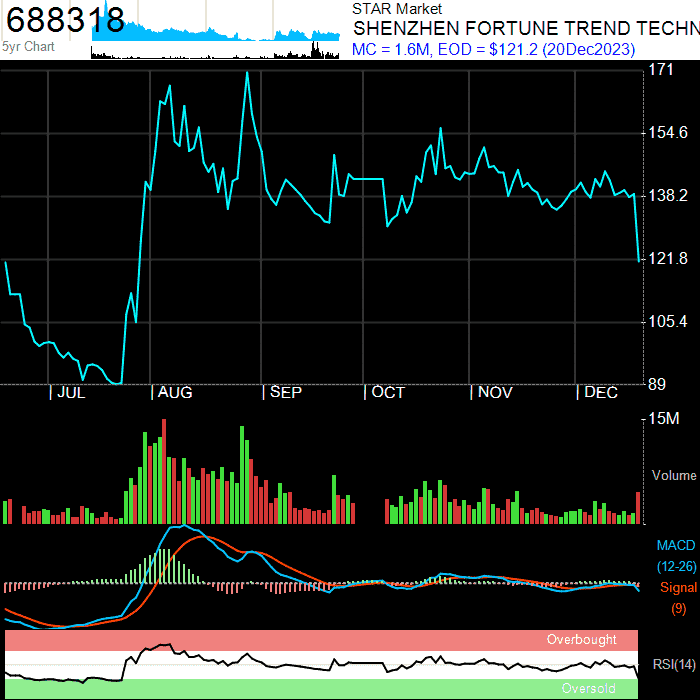 688318
5yr Chart
STAR Market
SHENZHEN FORTUNE TREND TECHN
MC = 1.6M, EOD = $121.2 (20Dec2023)
171
154.6
138.2
121.8
105.4
89
JUL AUG SEP OCT NOV DEC
15M
Volume
MACD
(12-26)
Signal
(9)
Overbought
RSI(14)
Oversold